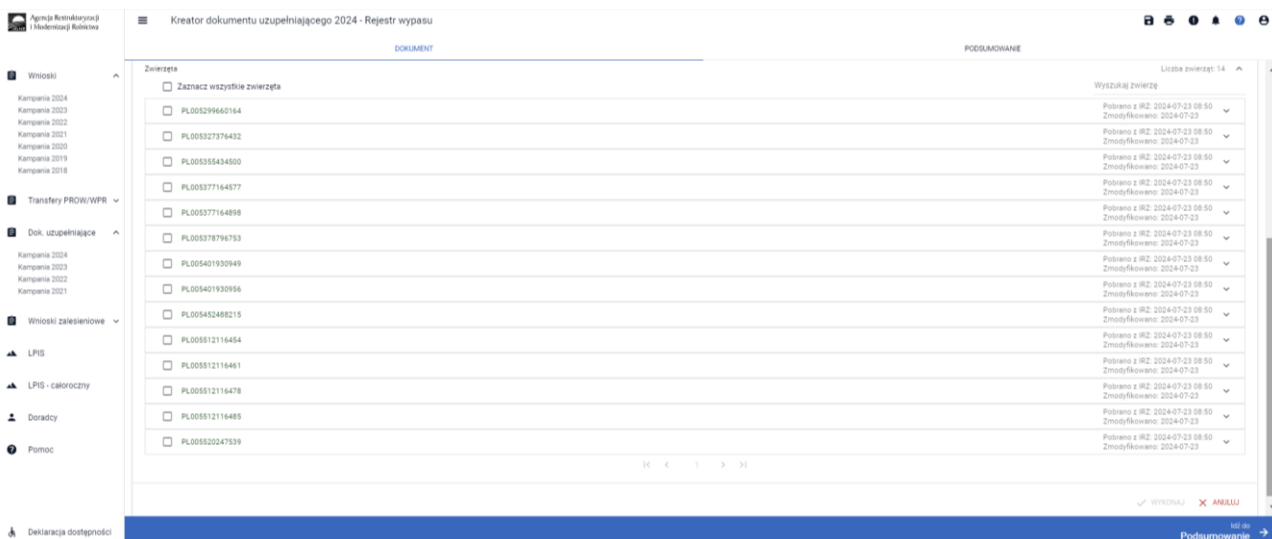 Agencja Restrukturyzacji
i Modernizacji Rolnictwa
Kreator dokumentu uzupełniającego 2024 - Rejestr wypasu
DOKUMENT
PODSUMOWANIE
Wnioski
Kampania 2024
Kampania 2023
Kampania 2022
Kampania 2021
Kampania 2020
Kampania 2019
Kampania 2018
Transfery PROW/WPR
Dok. uzupełniające
Kampania 2024
Kampania 2023
Kampania 2022
Kampania 2021
Wnioski zalesieniowe
LPIS
LPIS - całoroczny
Doradcy
Pomoc
Deklaracja dostępności
Zwierzęta
Liczba zwierząt: 14
Zaznacz wszystkie zwierzęta
Wyszukaj zwierzę
PL005299660164
Pobrano z IRZ: 2024-07-23 08:50
Zmodyfikowano: 2024-07-23
PL005327376432
Pobrano z IRZ: 2024-07-23 08:50
Zmodyfikowano: 2024-07-23
PL005355434500
Pobrano z IRZ: 2024-07-23 08:50
Zmodyfikowano: 2024-07-23
PL005377164577
Pobrano z IRZ: 2024-07-23 08:50
Zmodyfikowano: 2024-07-23
PL005377164898
Pobrano z IRZ: 2024-07-23 08:50
Zmodyfikowano: 2024-07-23
PL005378796753
Pobrano z IRZ: 2024-07-23 08:50
Zmodyfikowano: 2024-07-23
PL005401930949
Pobrano z IRZ: 2024-07-23 08:50
Zmodyfikowano: 2024-07-23
PL005401930956
Pobrano z IRZ: 2024-07-23 08:50
Zmodyfikowano: 2024-07-23
PL005452488215
Pobrano z IRZ: 2024-07-23 08:50
Zmodyfikowano: 2024-07-23
PL005512116454
Pobrano z IRZ: 2024-07-23 08:50
Zmodyfikowano: 2024-07-23
PL005512116461
Pobrano z IRZ: 2024-07-23 08:50
Zmodyfikowano: 2024-07-23
PL005512116478
Pobrano z IRZ: 2024-07-23 08:50
Zmodyfikowano: 2024-07-23
PL005512116485
Pobrano z IRZ: 2024-07-23 08:50
Zmodyfikowano: 2024-07-23
PL005520247539
Pobrano z IRZ: 2024-07-23 08:50
Zmodyfikowano: 2024-07-23
1
WYKONAJ
ANULUJ
Idź do
Podsumowanie